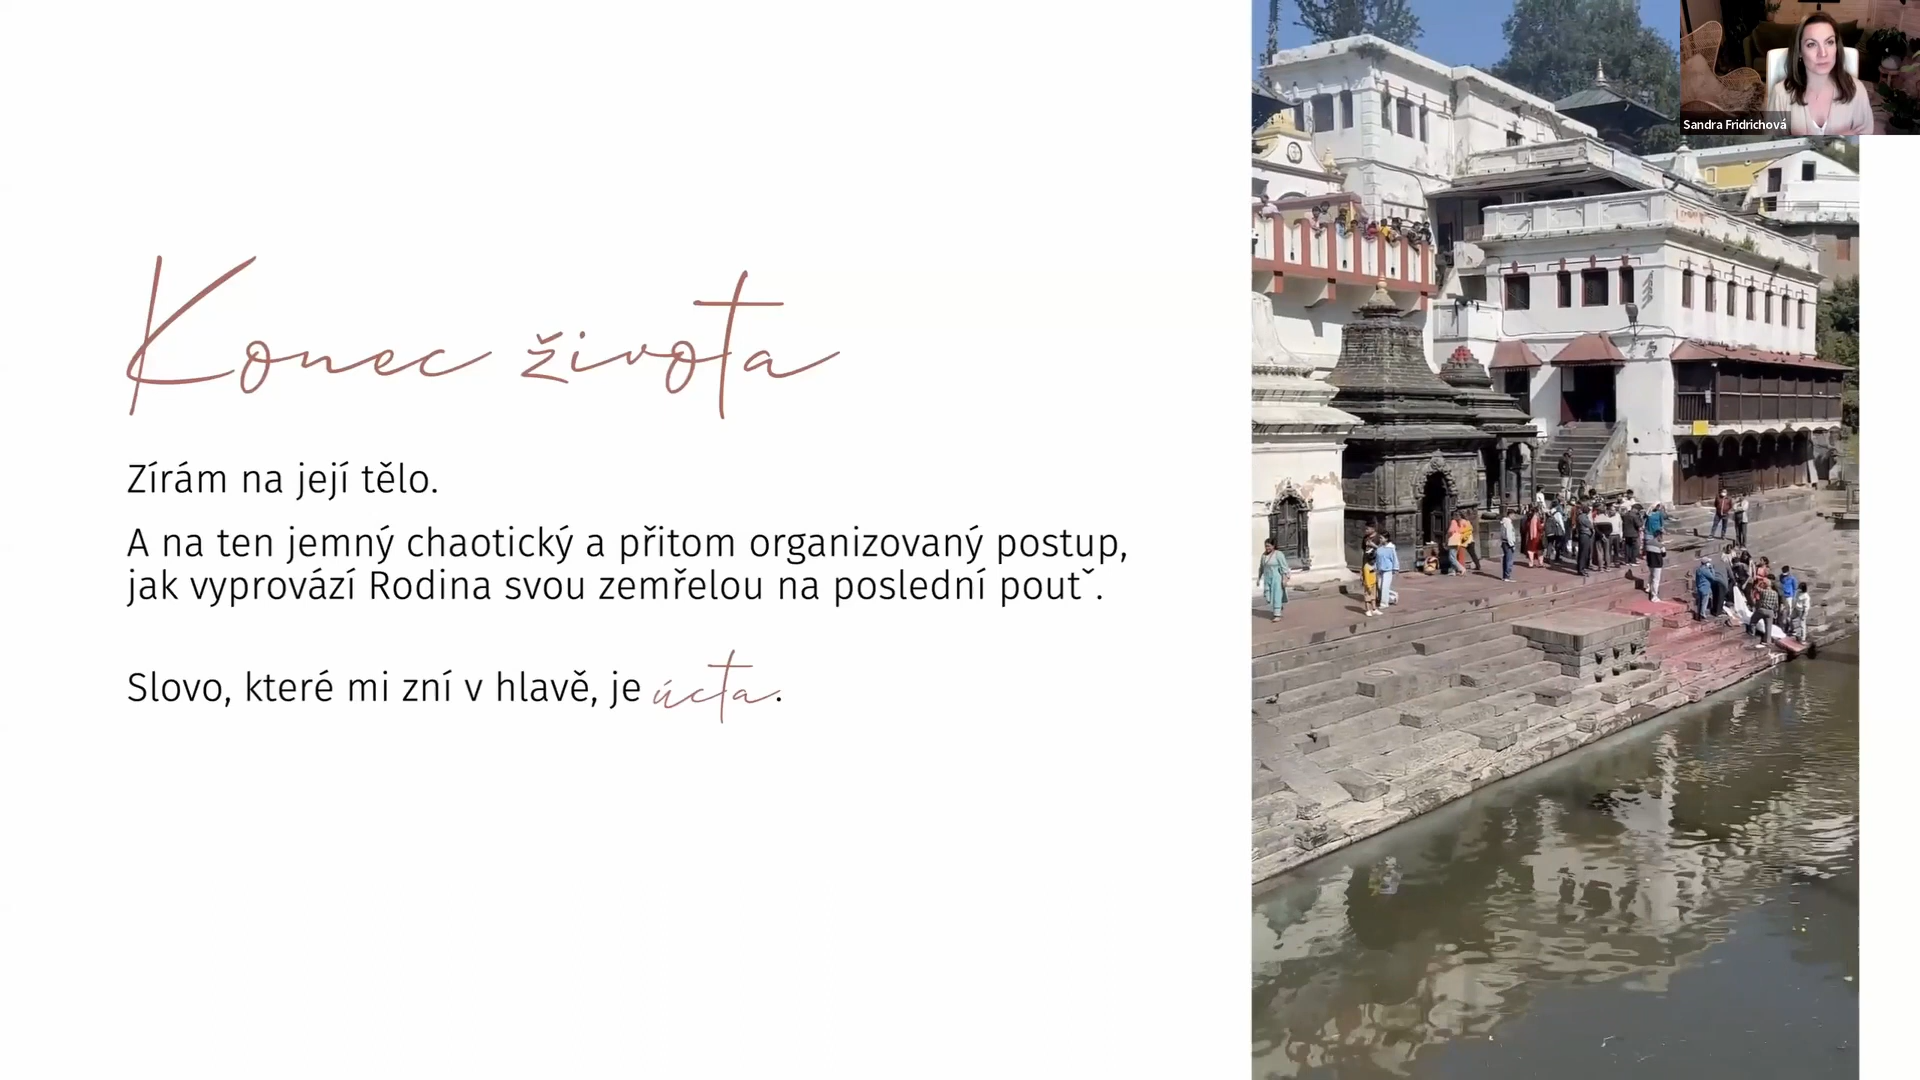 Sandra Fridrichová
Konec života
Zírám na její tělo.
A na ten jemný chaotický a přitom organizovaný postup,
jak vyprovází Rodina svou zemřelou na poslední poutˇ.
Slovo, které mi zní v hlavě, je úcta.